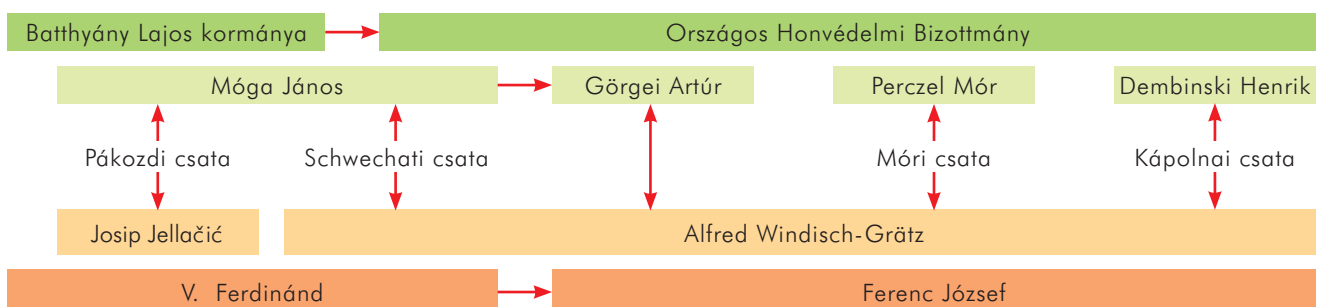 Batthyány Lajos kormánya
Országos Honvédelmi Bizottmány
Móga János
Görgei Artúr
Perczel Mór
Dembinski Henrik
Pákozdi csata
Schwechati csata
Móri csata
Kápolnai csata
Josip Jellačić
Alfred Windisch-Grätz
V. Ferdinánd
Ferenc József